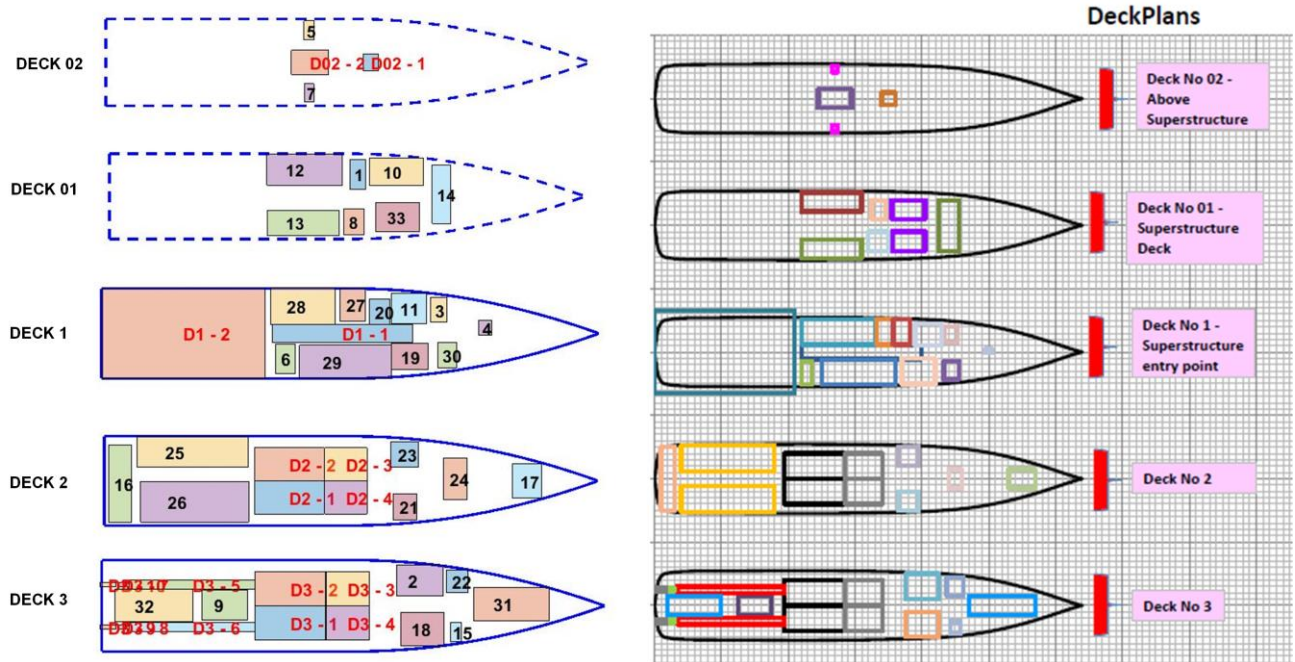 DeckPlans
DECK 02
5
D02 - 2
D02 - 1
7
Deck No 02 -
Above
Superstructure
DECK 01
12
1
10
14
13
8
33
Deck No 01 -
Superstructure
Deck
DECK 1
D1 - 2
28
27
20
11
3
4
D1 - 1
6
29
19
30
Deck No 1 -
Superstructure
entry point
DECK 2
16
25
26
D2 - 2
D2 - 3
D2 - 1
D2 - 4
23
24
21
17
Deck No 2
DECK 3
D3 - 5
32
9
D3 - 6
D3 - 2
D3 - 3
D3 - 1
D3 - 4
2
22
31
18
15
Deck No 3